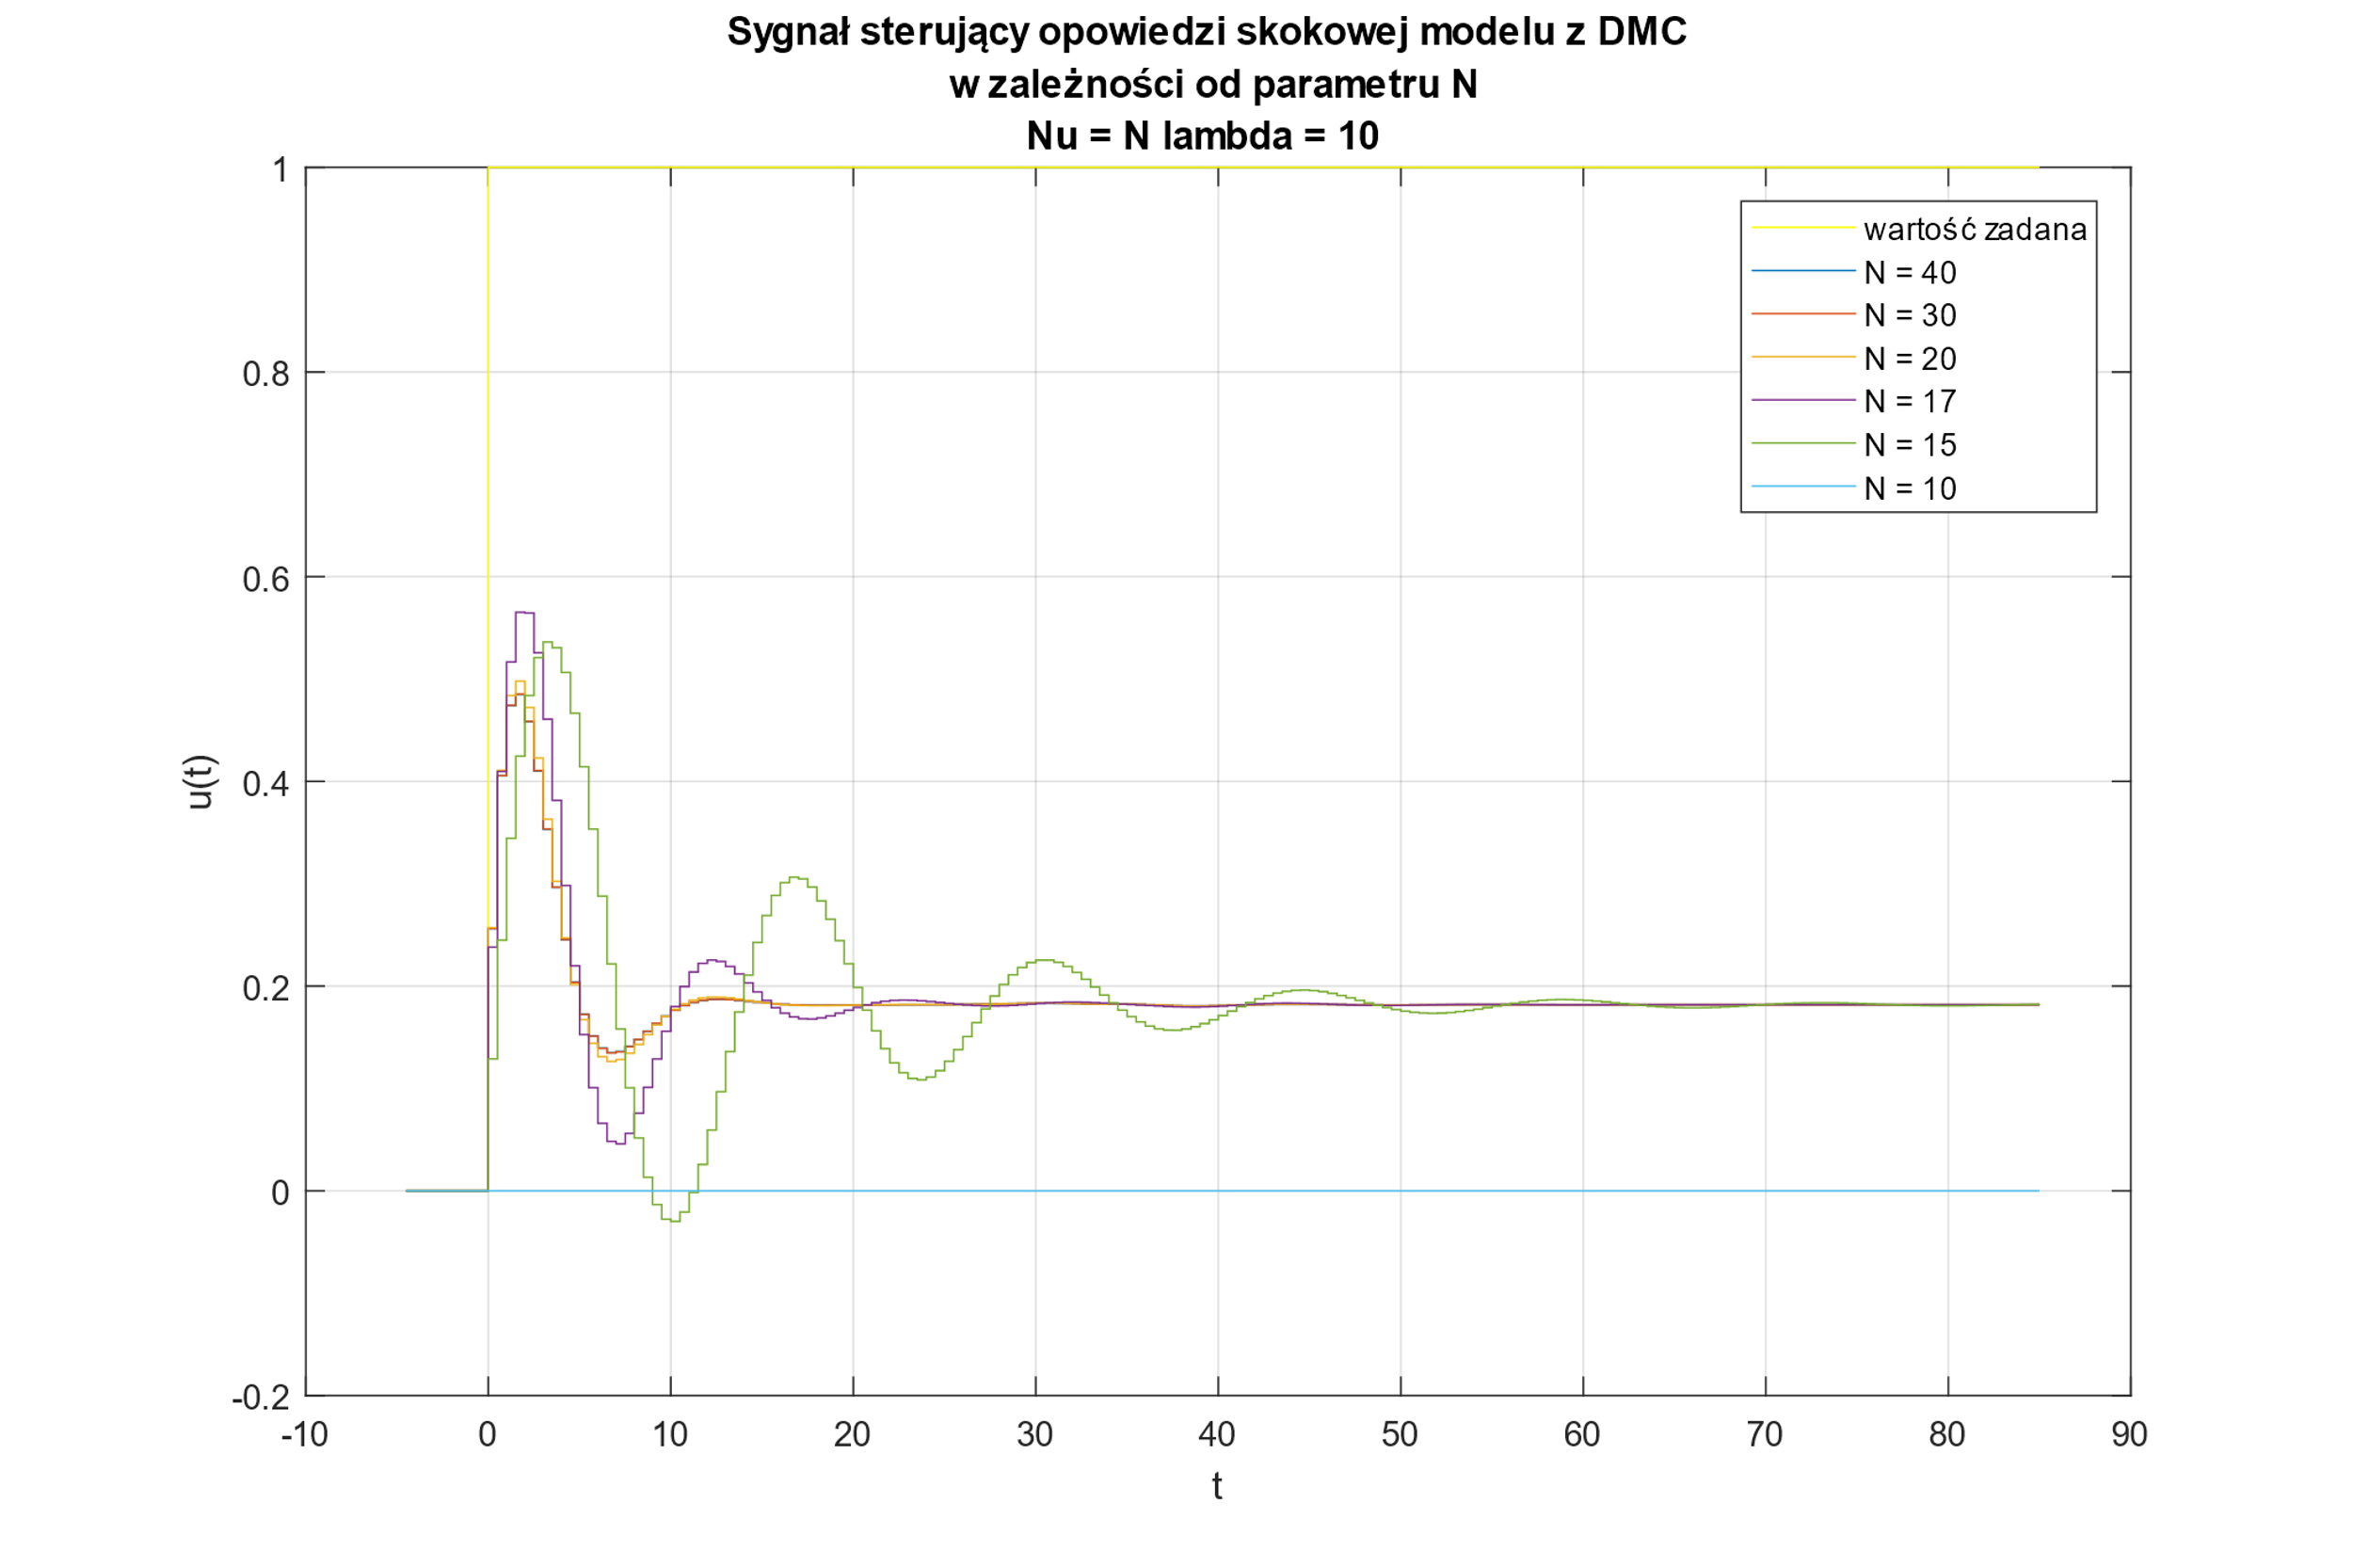 Sygnał sterujący opowiedzi skokowej modelu z DMC
w zależności od parametru N
Nu = N lambda = 10
1
0.8
0.6
0.4
0.2
0
-0.2
u(t)
wartość zadana
N = 40
N = 30
N = 20
N = 17
N = 15
N = 10
-10 0 10 20 30 40 50 60 70 80 90
t